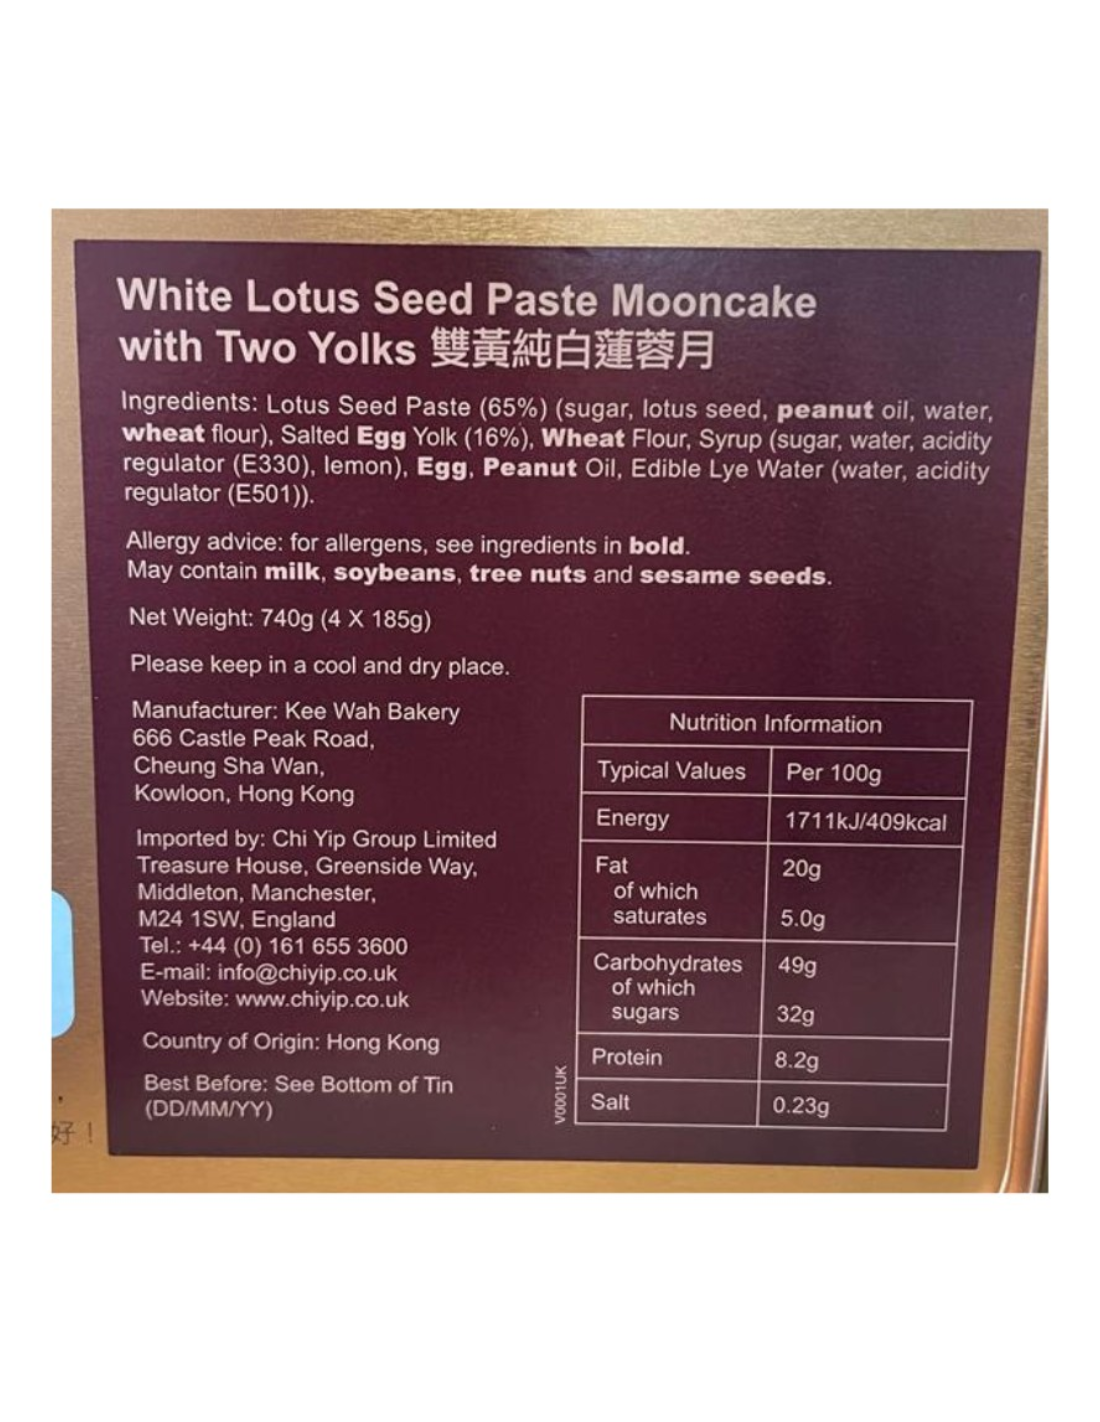 White Lotus Seed Paste Mooncake
with Two Yolks 雙黃純白蓮蓉月
Ingredients: Lotus Seed Paste (65%) (sugar, lotus seed, peanut oil, water,
wheat flour), Salted Egg Yolk (16%), Wheat Flour, Syrup (sugar, water, acidity
regulator (E330), lemon), Egg, Peanut Oil, Edible Lye Water (water, acidity
regulator (E501)).
Allergy advice: for allergens, see ingredients in bold.
May contain milk, soybeans, tree nuts and sesame seeds.
Net Weight: 740g (4 X 185g)
Please keep in a cool and dry place.
Manufacturer: Kee Wah Bakery
666 Castle Peak Road,
Cheung Sha Wan,
Kowloon, Hong Kong
Imported by: Chi Yip Group Limited
Treasure House, Greenside Way,
Middleton, Manchester,
M24 1SW, England
Tel.: +44 (0) 161 655 3600
E-mail: info@chiyip.co.uk
Website: www.chiyip.co.uk
Country of Origin: Hong Kong
Best Before: See Bottom of Tin
(DD/MM/YY)
V0001UK
Nutrition Information
Typical Values Per 100g
Energy 1711kJ/409kcal
Fat 20g
of which
saturates 5.0g
Carbohydrates 49g
of which
sugars 32g
Protein 8.2g
Salt 0.23g
好！